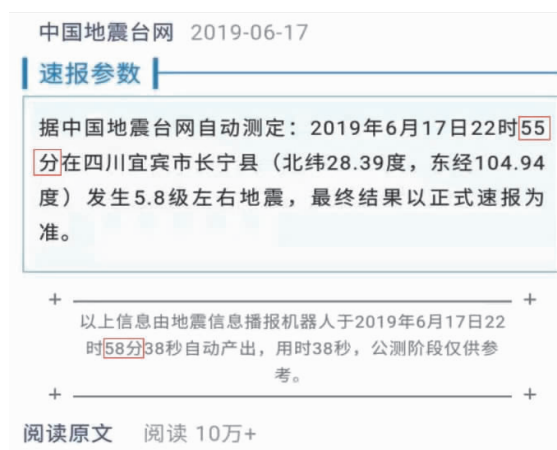 中国地震台网 2019-06-17
速报参数
据中国地震台网自动测定：2019年6月17日22时55
分在四川宜宾市长宁县（北纬28.39度，东经104.94
度）发生5.8级左右地震，最终结果以正式速报为
准。
以上信息由地震信息播报机器人于2019年6月17日22
时58分38秒自动产出，用时38秒，公测阶段仅供参
考。
阅读原文 阅读 10万+